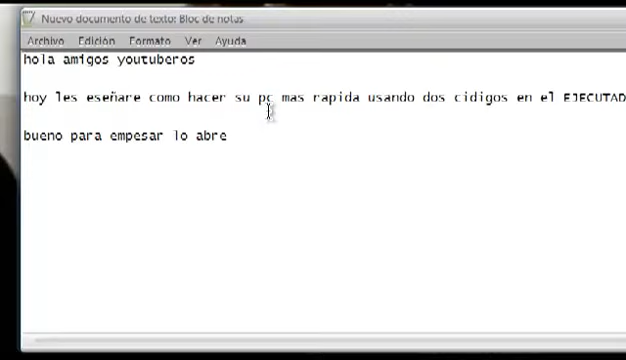 Nuevo documento de texto: Bloc de notas
Archivo Edición Formato Ver Ayuda
hola amigos youtuberos
hoy les eseñare como hacer su pc mas rapida usando dos cidigos en el EJECUTAD
bueno para empesar lo abre